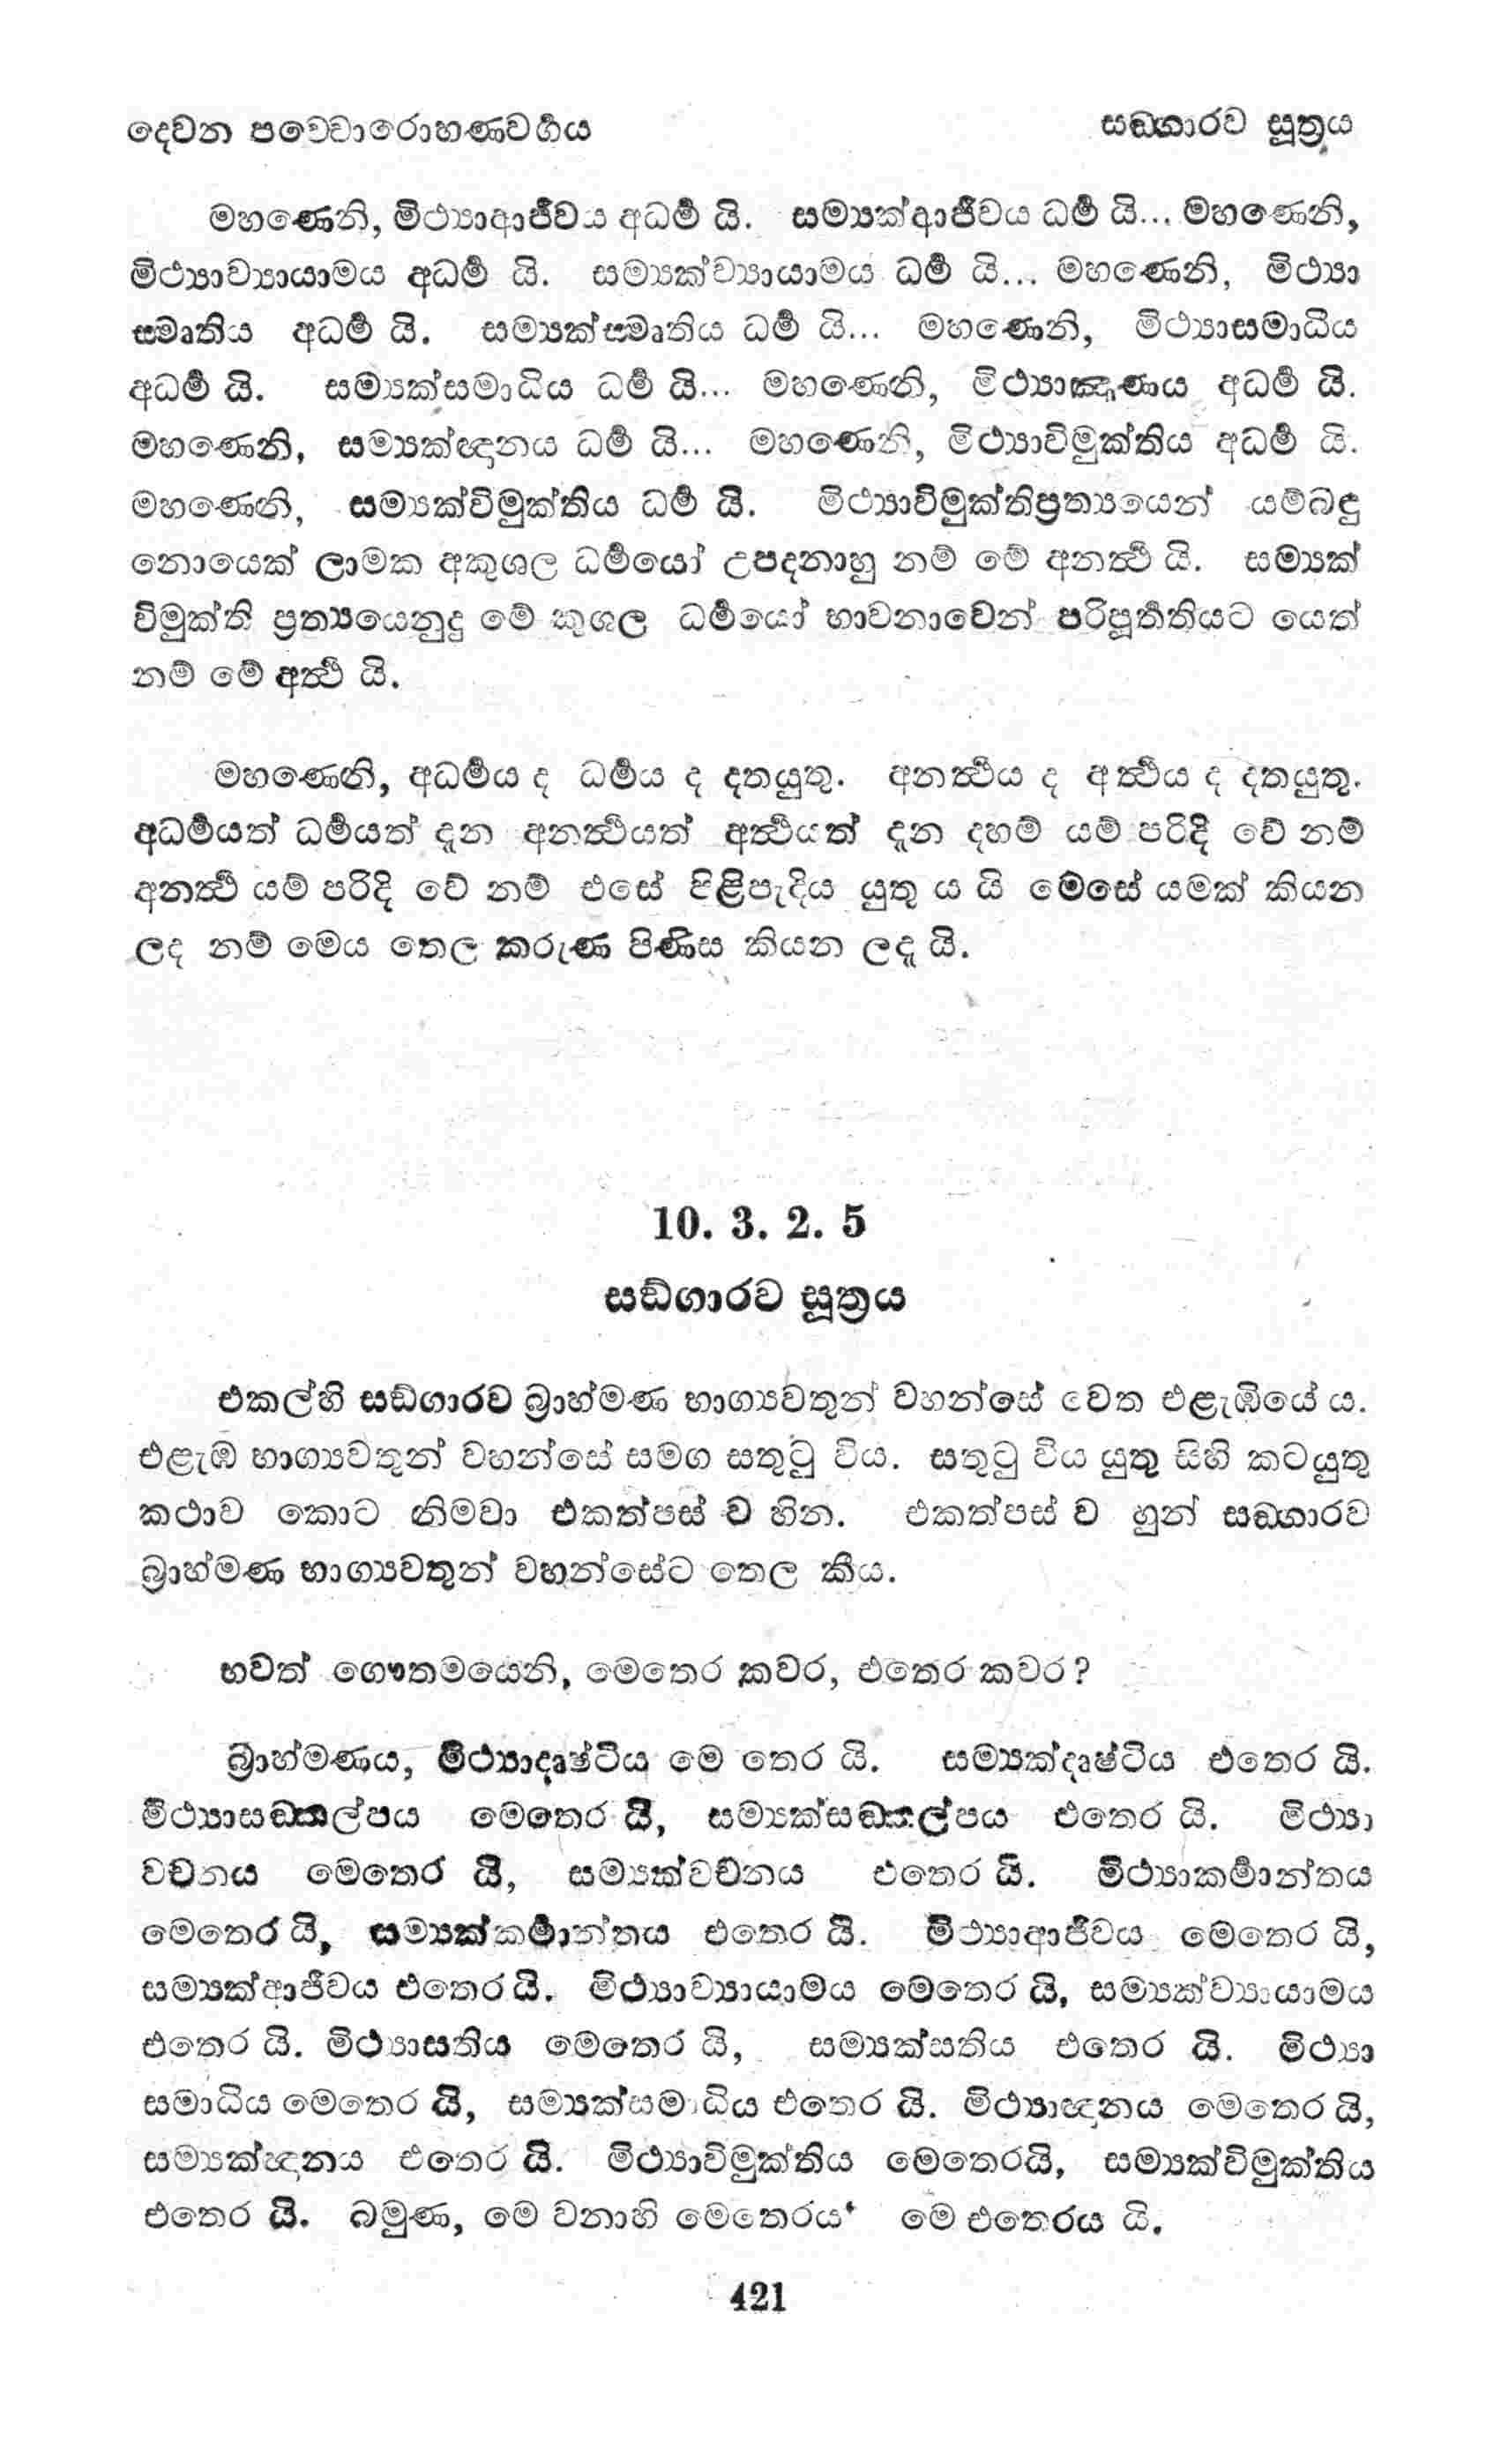 දෙවන පච්චොරොහණවර්‍ගය
සඞ්ගාරව සූත්‍රය
මහණෙනි, මිථ්‍යාආජීවය අධර්‍ම යි. සම්‍යක්ආජීවය ධර්‍ම යි... මහණෙනි,
මිථ්‍යාව්‍යායාමය අධර්‍ම යි. සම්‍යක්ව්‍යායාමය ධර්‍ම යි... මහණෙනි, මිථ්‍යා
ස්මෘතිය අධර්‍ම යි. සම්‍යක්ස්මෘතිය ධර්‍ම යි... මහණෙනි, මිථ්‍යාසමාධිය
අධර්‍ම යි. සම්‍යක්සමාධිය ධර්‍ම යි... මහණෙනි, මිථ්‍යාඤාණය අධර්‍ම යි.
මහණෙනි, සම්‍යක්ඥානය ධර්‍ම යි... මහණෙනි, මිථ්‍යාවිමුක්තිය අධර්‍ම යි.
මහණෙනි, සම්‍යක්විමුක්තිය ධර්‍ම යි. මිථ්‍යාවිමුක්තිප්‍රත්‍යයෙන් යම්බඳු
නොයෙක් ලාමක අකුශල ධර්‍මයෝ උපදනාහු නම් මේ අනර්‍ත්‍ථ යි. සම්‍යක්
විමුක්ති ප්‍රත්‍යයෙනුදු මේ කුශල ධර්‍මයෝ භාවනාවෙන් පරිපූර්‍තතියට යෙත්
නම් මේ අර්‍ත්‍ථ යි.
මහණෙනි, අධර්‍මය ද ධර්‍මය ද දතයුතු. අනර්‍ත්‍ථය ද අර්‍ත්‍ථය ද දතයුතු.
අධර්‍මයත් ධර්‍මයත් දැන අනර්‍ත්‍ථයත් අර්‍ත්‍ථයත් දැන දහම් යම් පරිදි වේ නම්
අනර්‍ත්‍ථ යම් පරිදි වේ නම් එසේ පිළිපැදිය යුතු ය යි මෙසේ යමක් කියන
ලද නම් මෙය තෙල කරුණ පිණිස කියන ලදැ යි.
10. 3. 2. 5
සඞ්ගාරව සූත්‍රය
එකල්හි සඞ්ගාරව බ්‍රාහ්මණ භාග්‍යවතුන් වහන්සේ වෙත එළැඹියේ ය.
එළැඹ භාග්‍යවතුන් වහන්සේ සමග සතුටු විය. සතුටු විය යුතු සිහි කටයුතු
කථාව කොට නිමවා එකත්පස් ව හින. එකත්පස් ව හුන් සඞ්ගාරව
බ්‍රාහ්මණ භාග්‍යවතුන් වහන්සේට තෙල කීය.
භවත් ගෞතමයෙනි, මෙතෙර කවර, එතෙර කවර?
බ්‍රාහ්මණය, මිථ්‍යාදෘෂ්ටිය මෙ තෙර යි. සම්‍යක්දෘෂ්ටිය එතෙර යි.
මිථ්‍යාසඞ්කල්පය මෙතෙර යි, සම්‍යක්සඞ්කල්පය එතෙර යි. මිථ්‍යා
වචනය මෙතෙර යි, සම්‍යක්වචනය එතෙර යි. මිථ්‍යාකර්‍මාන්තය
මෙතෙර යි, සම්‍යක්කර්‍මාන්තය එතෙර යි. මිථ්‍යාආජීවය මෙතෙර යි,
සම්‍යක්ආජීවය එතෙර යි. මිථ්‍යාව්‍යායාමය මෙතෙර යි, සම්‍යක්ව්‍යායාමය
එතෙර යි. මිථ්‍යාසතිය මෙතෙර යි, සම්‍යක්සතිය එතෙර යි. මිථ්‍යා
සමාධිය මෙතෙර යි, සම්‍යක්සමාධිය එතෙර යි. මිථ්‍යාඥානය මෙතෙර යි,
සම්‍යක්ඥානය එතෙර යි. මිථ්‍යාවිමුක්තිය මෙතෙරයි, සම්‍යක්විමුක්තිය
එතෙර යි. බමුණ, මෙ වනාහි මෙතෙරය‘ මෙ එතෙරය යි.
421